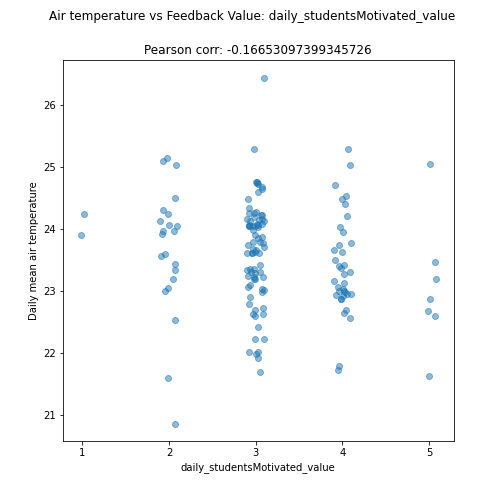 Air temperature vs Feedback Value: daily_studentsMotivated_value
Pearson corr: -0.16653097399345726
Daily mean air temperature
26
25
24
23
22
21
1 2 3 4 5
daily_studentsMotivated_value